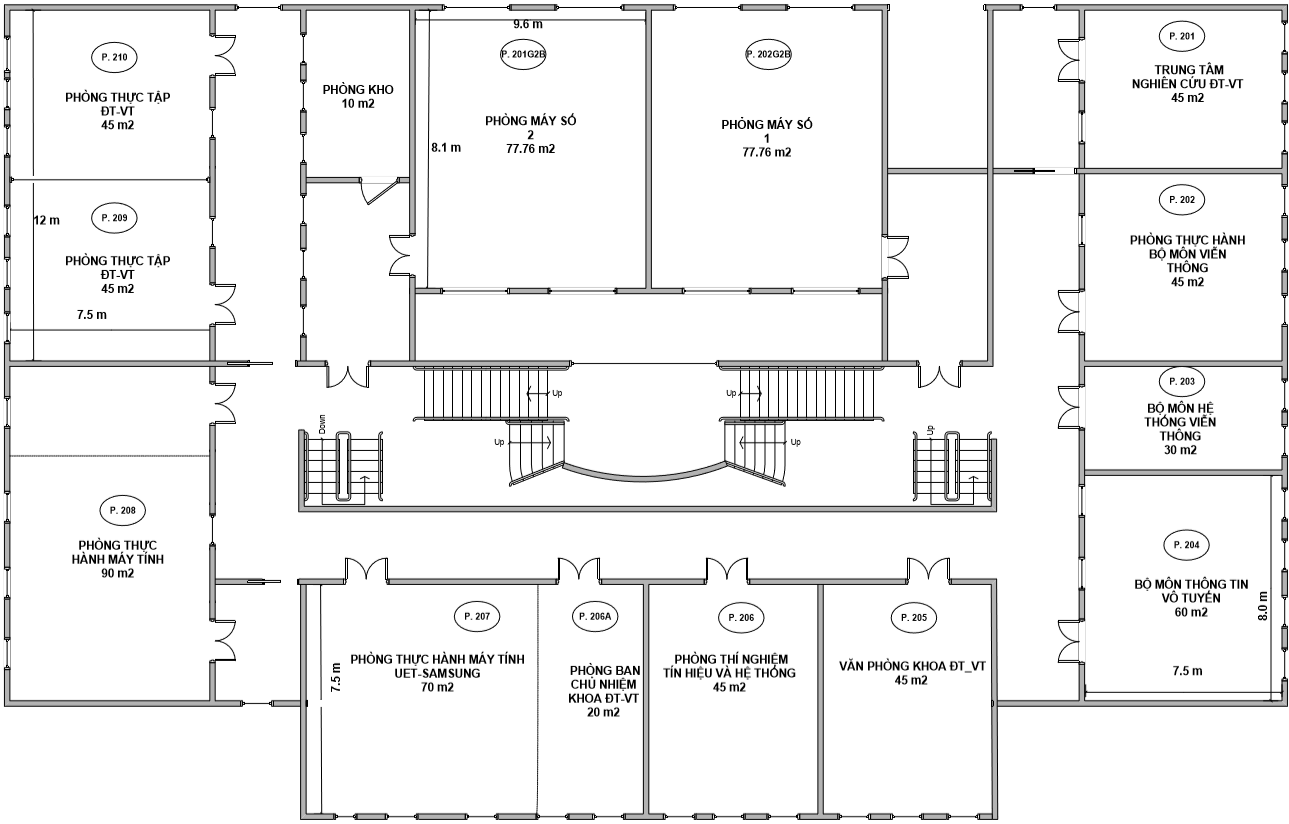 P. 210
PHÒNG THỰC TẬP
ĐT-VT
45 m2
12 m
P. 209
PHÒNG THỰC TẬP
ĐT-VT
45 m2
7.5 m
PHÒNG KHO
10 m2
9.6 m
P. 201G2B
PHÒNG MÁY SỐ
2
77.76 m2
8.1 m
P. 202G2B
PHÒNG MÁY SỐ
1
77.76 m2
P. 201
TRUNG TÂM
NGHIÊN CỨU ĐT-VT
45 m2
P. 202
PHÒNG THỰC HÀNH
BỘ MÔN VIỄN
THÔNG
45 m2
P. 203
BỘ MÔN HỆ
THỐNG VIỄN
THÔNG
30 m2
Up
Up
Up
Up
Down
Up
P. 208
PHÒNG THỰC
HÀNH MÁY TÍNH
90 m2
P. 204
BỘ MÔN THÔNG TIN
VÔ TUYẾN
60 m2
8.0 m
7.5 m
P. 207
PHÒNG THỰC HÀNH MÁY TÍNH
UET-SAMSUNG
70 m2
7.5 m
P. 206A
PHÒNG BAN
CHỦ NHIỆM
KHOA ĐT-VT
20 m2
P. 206
PHÒNG THÍ NGHIỆM
TÍN HIỆU VÀ HỆ THỐNG
45 m2
P. 205
VĂN PHÒNG KHOA ĐT_VT
45 m2